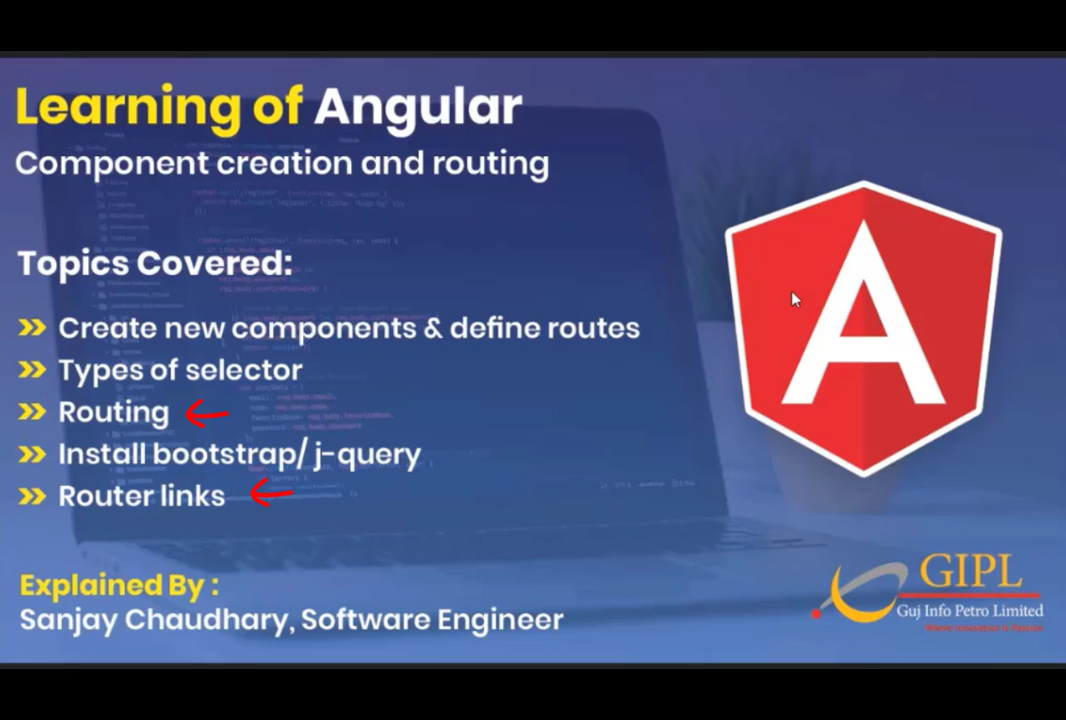 Learning of Angular
Component creation and routing
Topics Covered:
Create new components & define routes
Types of selector
Routing
Install bootstrap/ j-query
Router links
Explained By :
Sanjay Chaudhary, Software Engineer
GIPL
Guj Info Petro Limited